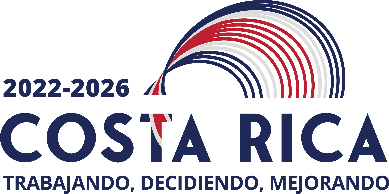 2022-2026
COSTA RICA
TRABAJANDO, DECIDIENDO, MEJORANDO